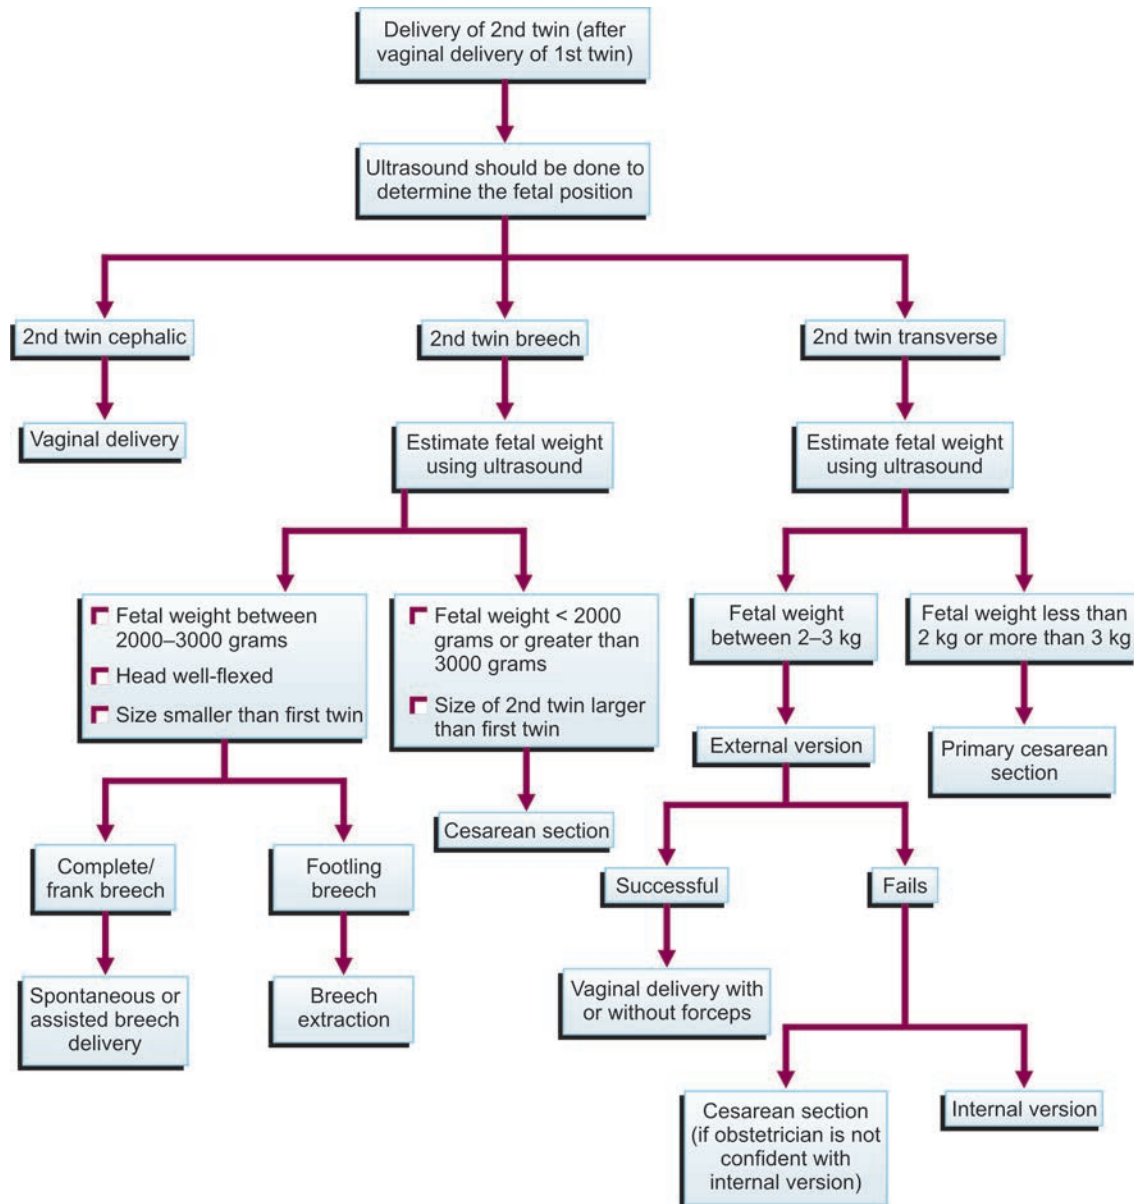 Delivery of 2nd twin (after
vaginal delivery of 1st twin)
Ultrasound should be done to
determine the fetal position
2nd twin cephalic
2nd twin breech
2nd twin transverse
Vaginal delivery
Estimate fetal weight
using ultrasound
Estimate fetal weight
using ultrasound
Fetal weight between
2000–3000 grams
Head well-flexed
Size smaller than first twin
Fetal weight < 2000
grams or greater than
3000 grams
Size of 2nd twin larger
than first twin
Fetal weight
between 2–3 kg
Fetal weight less than
2 kg or more than 3 kg
External version
Primary cesarean
section
Cesarean section
Complete/
frank breech
Footling
breech
Successful
Fails
Spontaneous or
assisted breech
delivery
Breech
extraction
Vaginal delivery with
or without forceps
Cesarean section
(if obstetrician is not
confident with
internal version)
Internal version